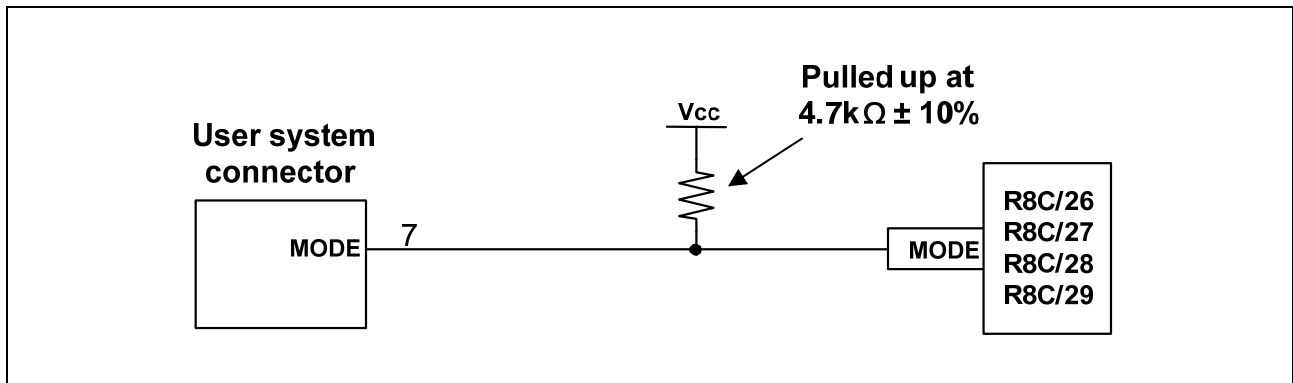 Pulled up at
4.7kΩ ± 10%
Vcc
User system
connector
MODE
7
MODE
R8C/26
R8C/27
R8C/28
R8C/29